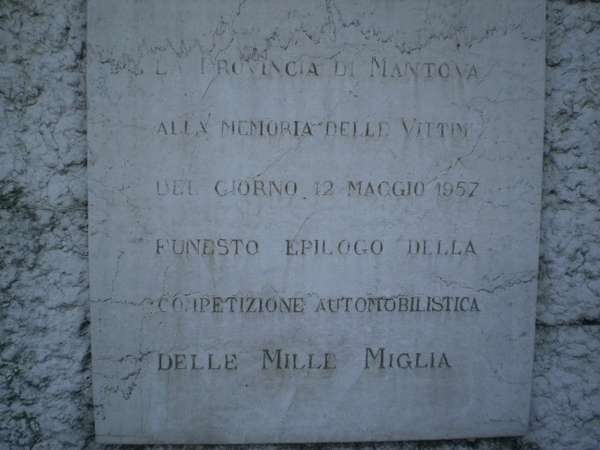 LA PROVINCIA DI MANTOVA
ALLA MEMORIA DELLE VITTIME
DEL GIORNO 12 MAGGIO 1957
FUNESTO EPILOGO DELLA
COMPETIZIONE AUTOMOBILISTICA
DELLE MILLE MIGLIA